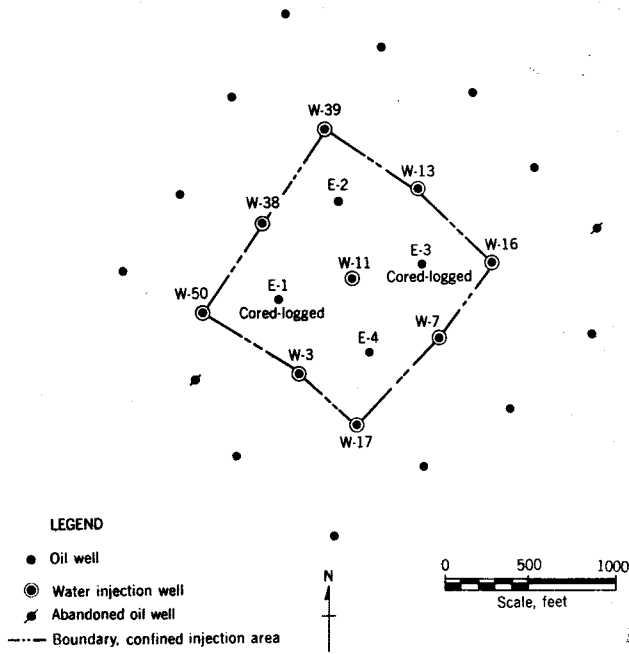 W-39
W-13
E-2
W-38
W-16
E-3
Cored-logged
W-11
E-1
Cored-logged
W-50
W-7
E-4
W-3
W-17
LEGEND
Oil well
Water injection well
Abandoned oil well
Boundary, confined injection area
N
0 500 1000
Scale, feet